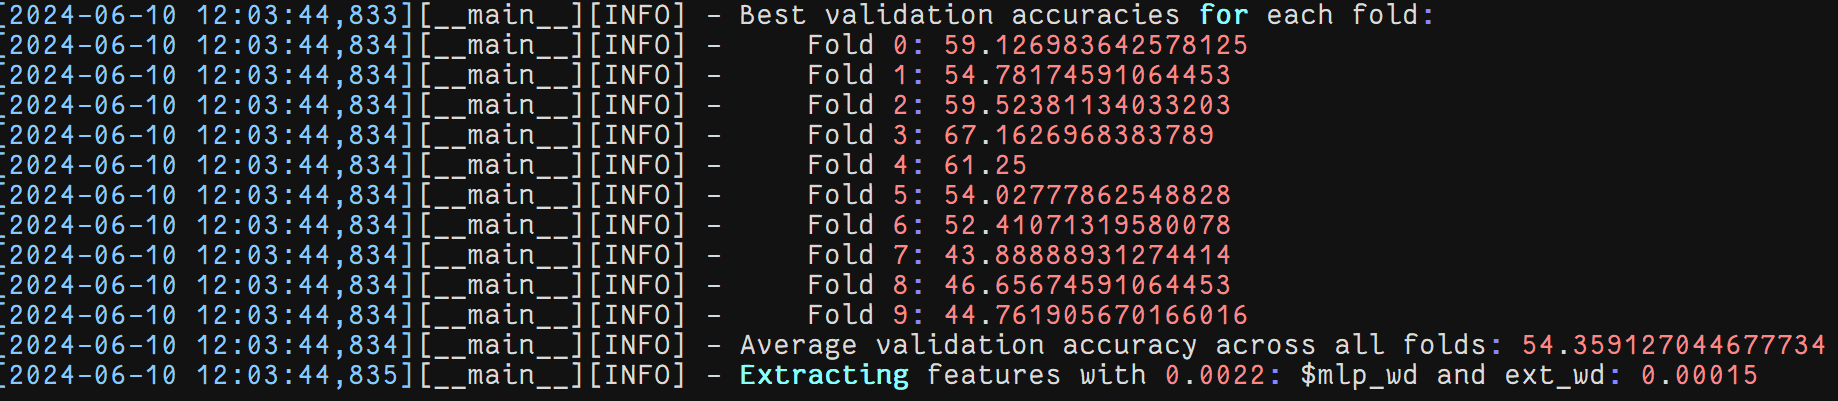 [2024-06-10 12:03:44,833][__main__][INFO] - Best validation accuracies for each fold:
[2024-06-10 12:03:44,834][__main__][INFO] -     Fold 0: 59.126983642578125
[2024-06-10 12:03:44,834][__main__][INFO] -     Fold 1: 54.78174591064453
[2024-06-10 12:03:44,834][__main__][INFO] -     Fold 2: 59.52381134033203
[2024-06-10 12:03:44,834][__main__][INFO] -     Fold 3: 67.1626968383789
[2024-06-10 12:03:44,834][__main__][INFO] -     Fold 4: 61.25
[2024-06-10 12:03:44,834][__main__][INFO] -     Fold 5: 54.02777862548828
[2024-06-10 12:03:44,834][__main__][INFO] -     Fold 6: 52.41071319580078
[2024-06-10 12:03:44,834][__main__][INFO] -     Fold 7: 43.88888931274414
[2024-06-10 12:03:44,834][__main__][INFO] -     Fold 8: 46.65674591064453
[2024-06-10 12:03:44,834][__main__][INFO] -     Fold 9: 44.761905670166016
[2024-06-10 12:03:44,834][__main__][INFO] - Average validation accuracy across all folds: 54.359127044677734
[2024-06-10 12:03:44,835][__main__][INFO] - Extracting features with 0.0022: $mlp_wd and ext_wd: 0.00015